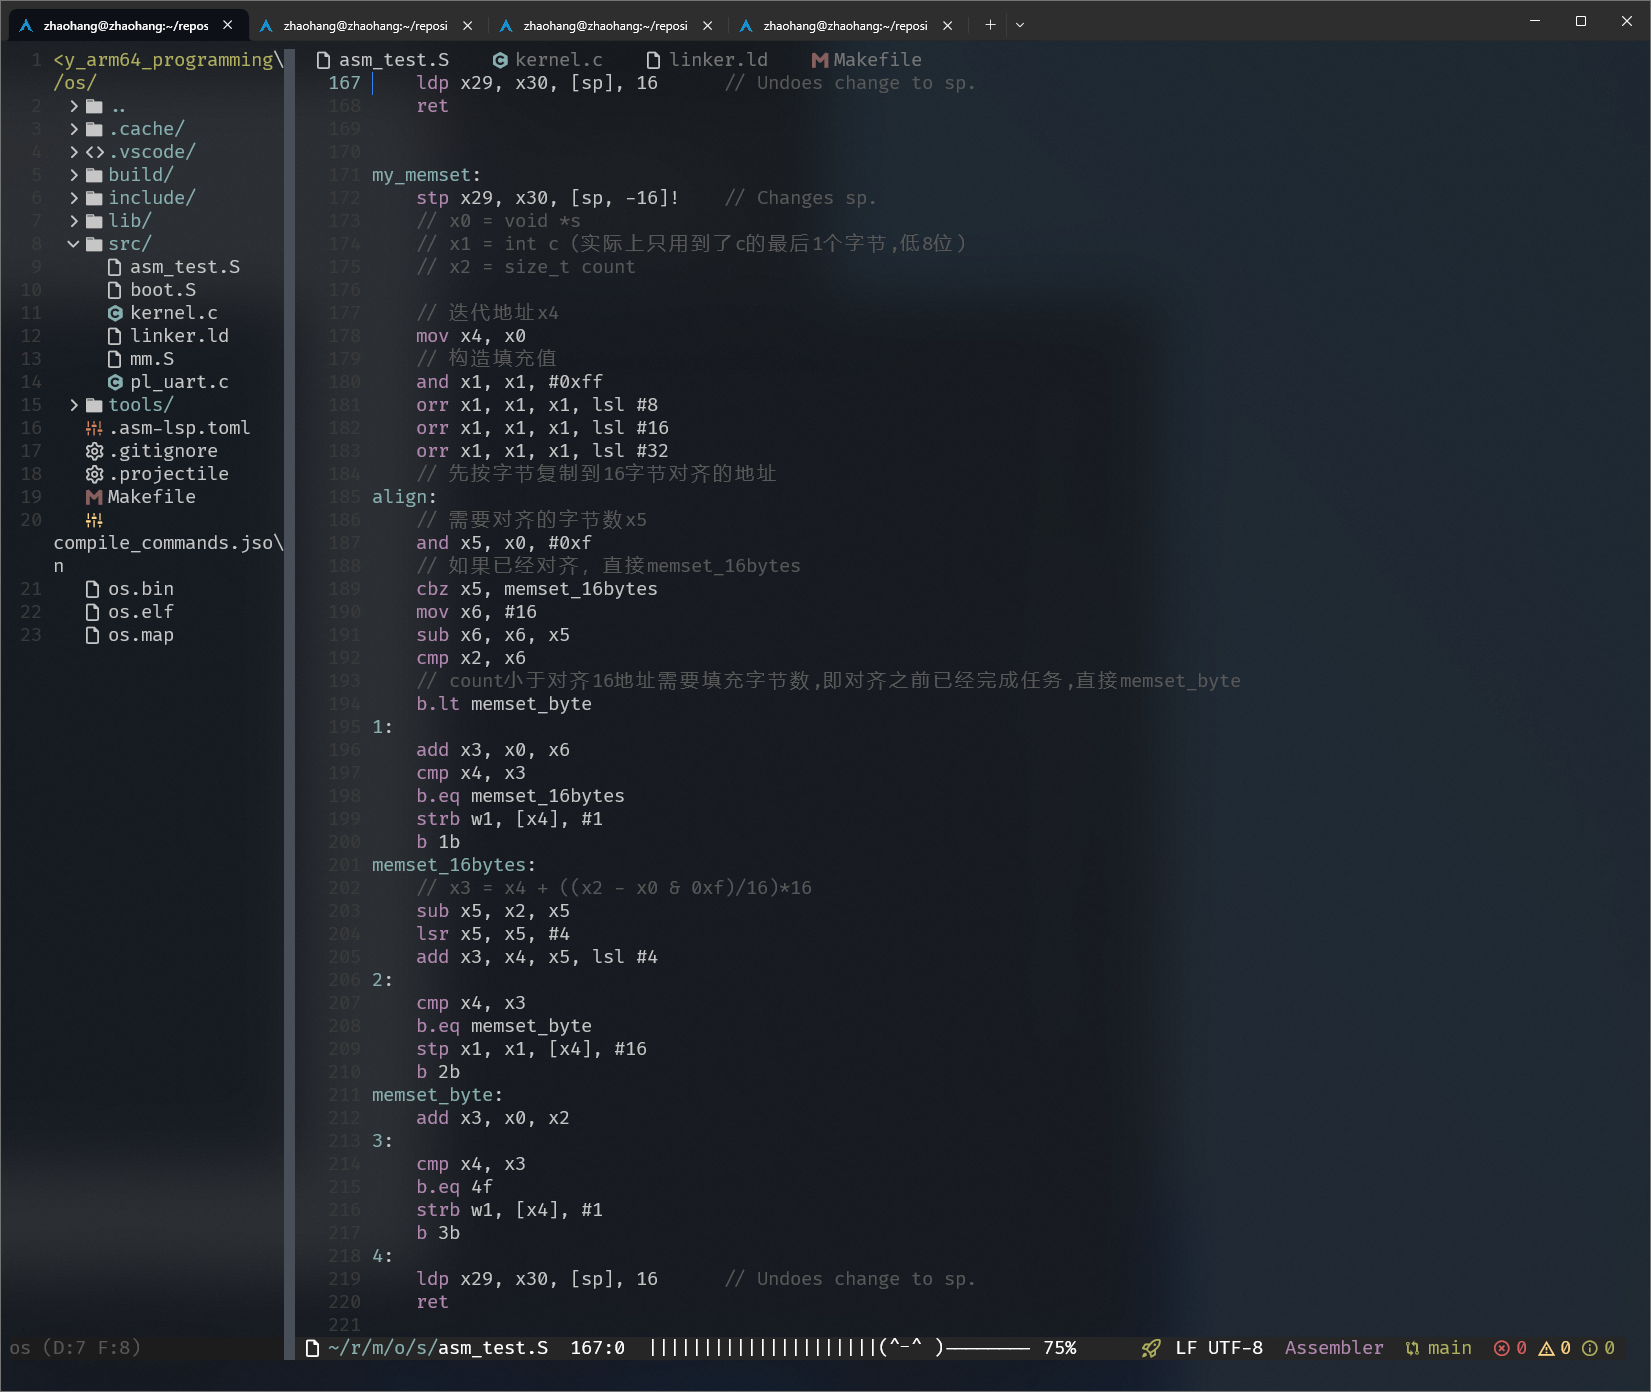 zhaohang@zhaohang:~/repos
zhaohang@zhaohang:~/reposi
zhaohang@zhaohang:~/reposi
zhaohang@zhaohang:~/reposi
1 <y_arm64_programming\
/os/
2 ..
3 .cache/
4 .vscode/
5 build/
6 include/
7 lib/
8 src/
9 asm_test.S
10 boot.S
11 kernel.c
12 linker.ld
13 mm.S
14 pl_uart.c
15 tools/
16 .asm-lsp.toml
17 .gitignore
18 .projectile
19 Makefile
20
compile_commands.jso\
n
21 os.bin
22 os.elf
23 os.map
os (D:7 F:8)
asm_test.S kernel.c linker.ld Makefile
167 ldp x29, x30, [sp], 16 // Undoes change to sp.
168 ret
169
170
171 my_memset:
172 stp x29, x30, [sp, -16]! // Changes sp.
173 // x0 = void *s
174 // x1 = int c (实际上只用到了c的最后1个字节,低8位)
175 // x2 = size_t count
176
177 // 迭代地址x4
178 mov x4, x0
179 // 构造填充值
180 and x1, x1, #0xff
181 orr x1, x1, x1, lsl #8
182 orr x1, x1, x1, lsl #16
183 orr x1, x1, x1, lsl #32
184 // 先按字节复制到16字节对齐的地址
185 align:
186 // 需要对齐的字节数x5
187 and x5, x0, #0xf
188 // 如果已经对齐, 直接memset_16bytes
189 cbz x5, memset_16bytes
190 mov x6, #16
191 sub x6, x6, x5
192 cmp x2, x6
193 // count小于对齐16地址需要填充字节数,即对齐之前已经完成任务,直接memset_byte
194 b.lt memset_byte
195 1:
196 add x3, x0, x6
197 cmp x4, x3
198 b.eq memset_16bytes
199 strb w1, [x4], #1
200 b 1b
201 memset_16bytes:
202 // x3 = x4 + ((x2 - x0 & 0xf)/16)*16
203 sub x5, x2, x5
204 lsr x5, x5, #4
205 add x3, x4, x5, lsl #4
206 2:
207 cmp x4, x3
208 b.eq memset_byte
209 stp x1, x1, [x4], #16
210 b 2b
211 memset_byte:
212 add x3, x0, x2
213 3:
214 cmp x4, x3
215 b.eq 4f
216 strb w1, [x4], #1
217 b 3b
218 4:
219 ldp x29, x30, [sp], 16 // Undoes change to sp.
220 ret
221
~/r/m/o/s/asm_test.S 167:0 |||||||||||||||||||||(^-^ )———————— 75% LF UTF-8 Assembler main 0 0 0